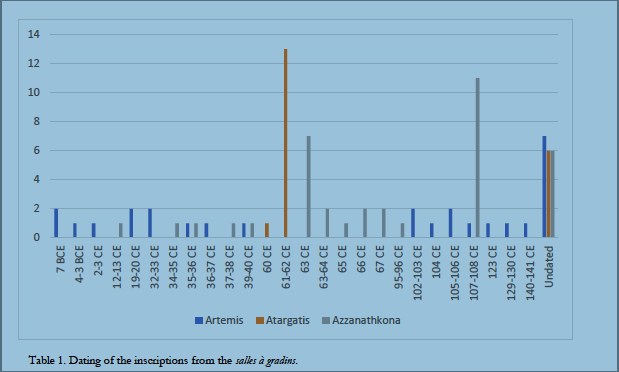 14
12
10
8
6
4
2
0
7 BCE
4-3 BCE
2-3 CE
12-13 CE
19-20 CE
32-33 CE
34-35 CE
35-36 CE
36-37 CE
37-38 CE
39-40 CE
60 CE
61-62 CE
63 CE
63-64 CE
65 CE
66 CE
67 CE
95-96 CE
102-103 CE
104 CE
105-106 CE
107-108 CE
123 CE
129-130 CE
140-141 CE
Undated
Artemis Atargatis Azzanathkona
Table 1. Dating of the inscriptions from the salles à gradins.